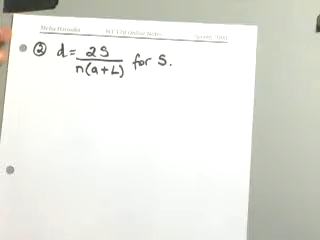 ② d = 2S / n(a+L) for S.